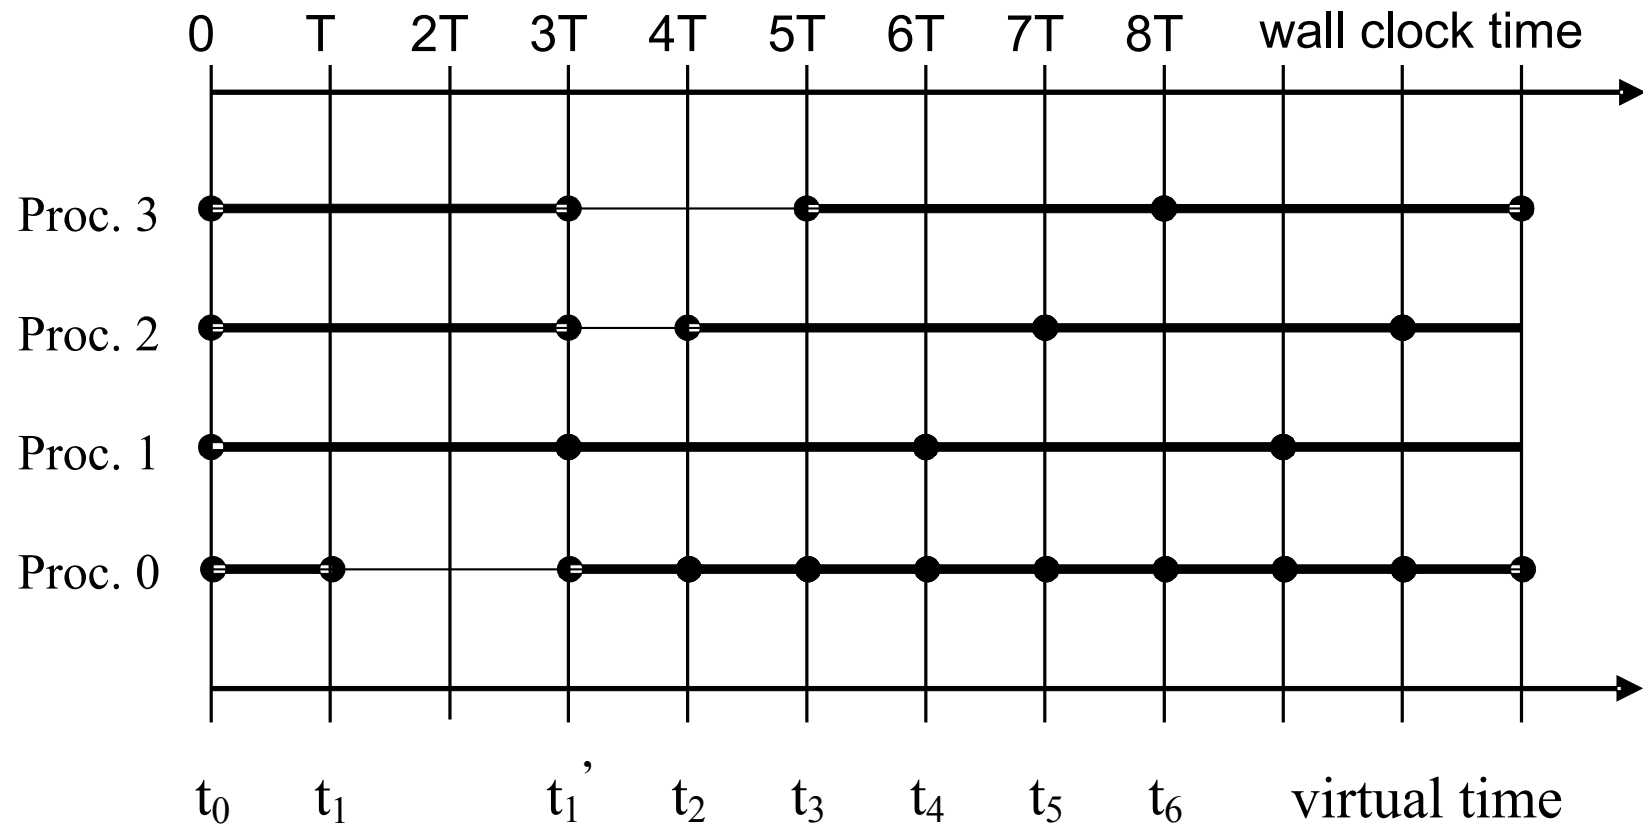 0 T 2T 3T 4T 5T 6T 7T 8T wall clock time
Proc. 3
Proc. 2
Proc. 1
Proc. 0
t₀ t₁ t₁’ t₂ t₃ t₄ t₅ t₆ virtual time